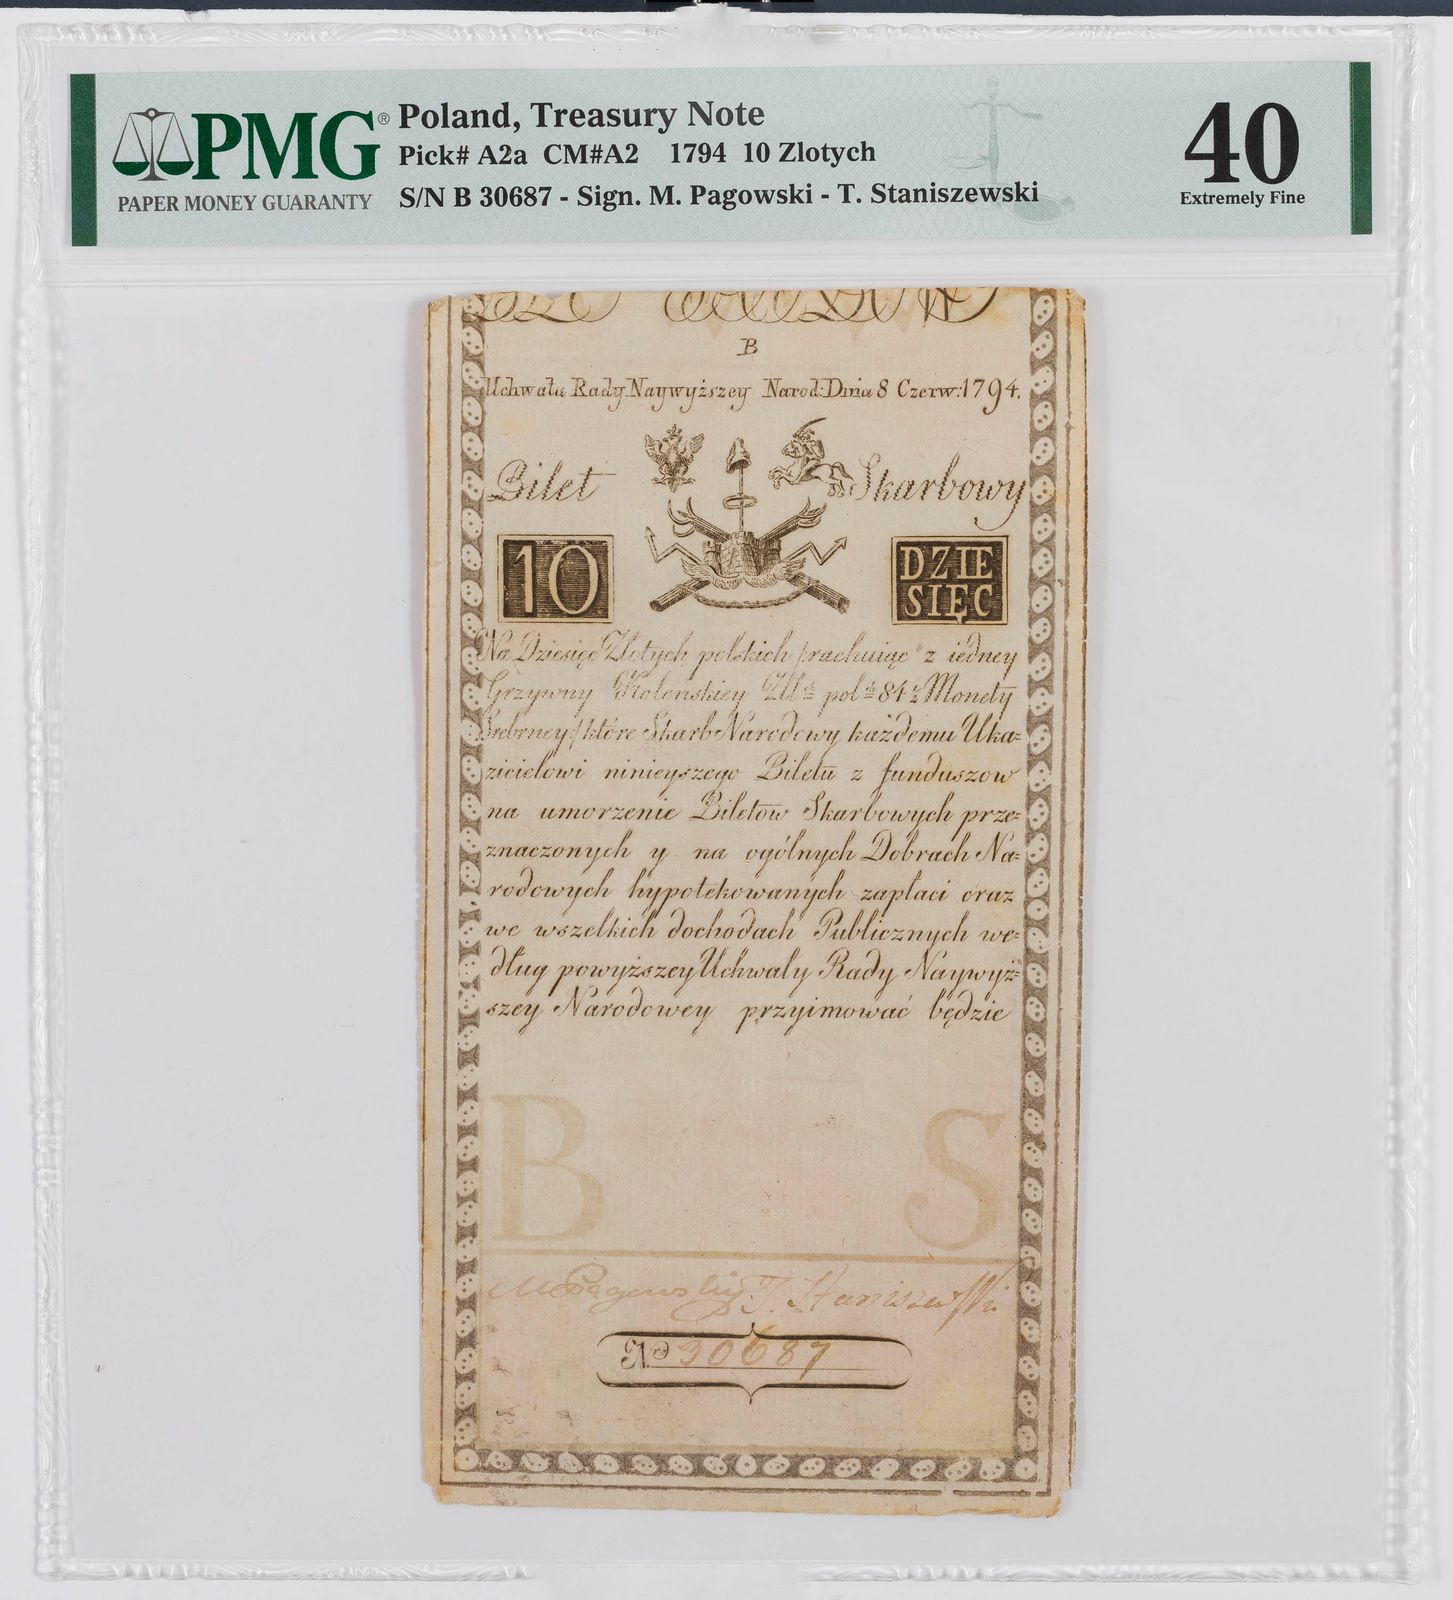 PMG®
PAPER MONEY GUARANTY
Poland, Treasury Note
Pick# A2a CM#A2 1794 10 Zlotych
S/N B 30687 - Sign. M. Pagowski - T. Staniszewski
40
Extremely Fine
B
Uchwała Rady Naywyższey Narod: Dnia 8 Czerw: 1794.
Bilet Skarbowy
10
DZIE
SIĘC
Na Dziesięć Złotych polskich /:rachuiąc z iedney
Grzywny Kolonskiey Zł. pol. 84½ Monety
Srebrney:/ które Skarb Narodowy każdemu Uka=
zicielowi ninieyszego Biletu z funduszow
na umorzenie Biletow Skarbowych prze=
znaczonych y na ogólnych Dobrach Na=
rodowych hypotekowanych zapłaci oraz
we wszelkich dochodach Publicznych we=
dług powyższey Uchwały Rady Naywyż=
szey Narodowey przyimować będzie
B S
M Pągowski T. Staniszewski
No 30687